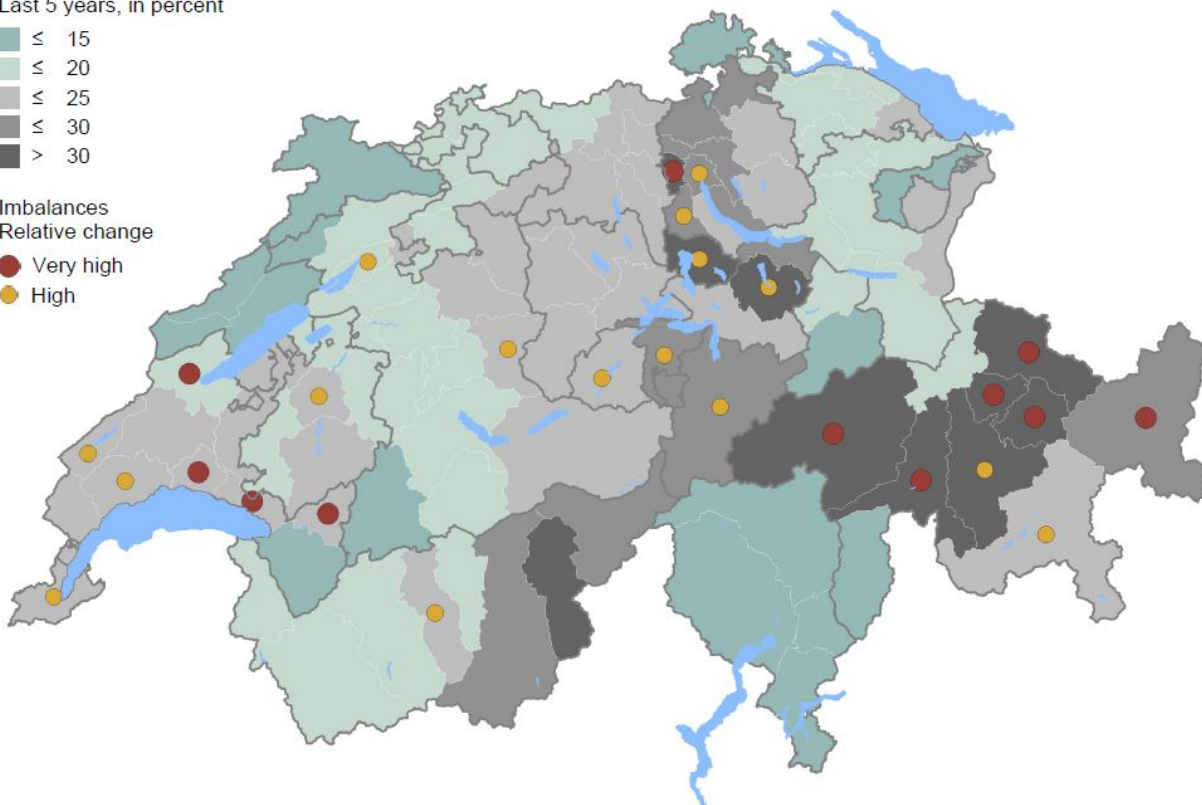 Last 5 years, in percent
≤ 15
≤ 20
≤ 25
≤ 30
> 30
Imbalances
Relative change
Very high
High